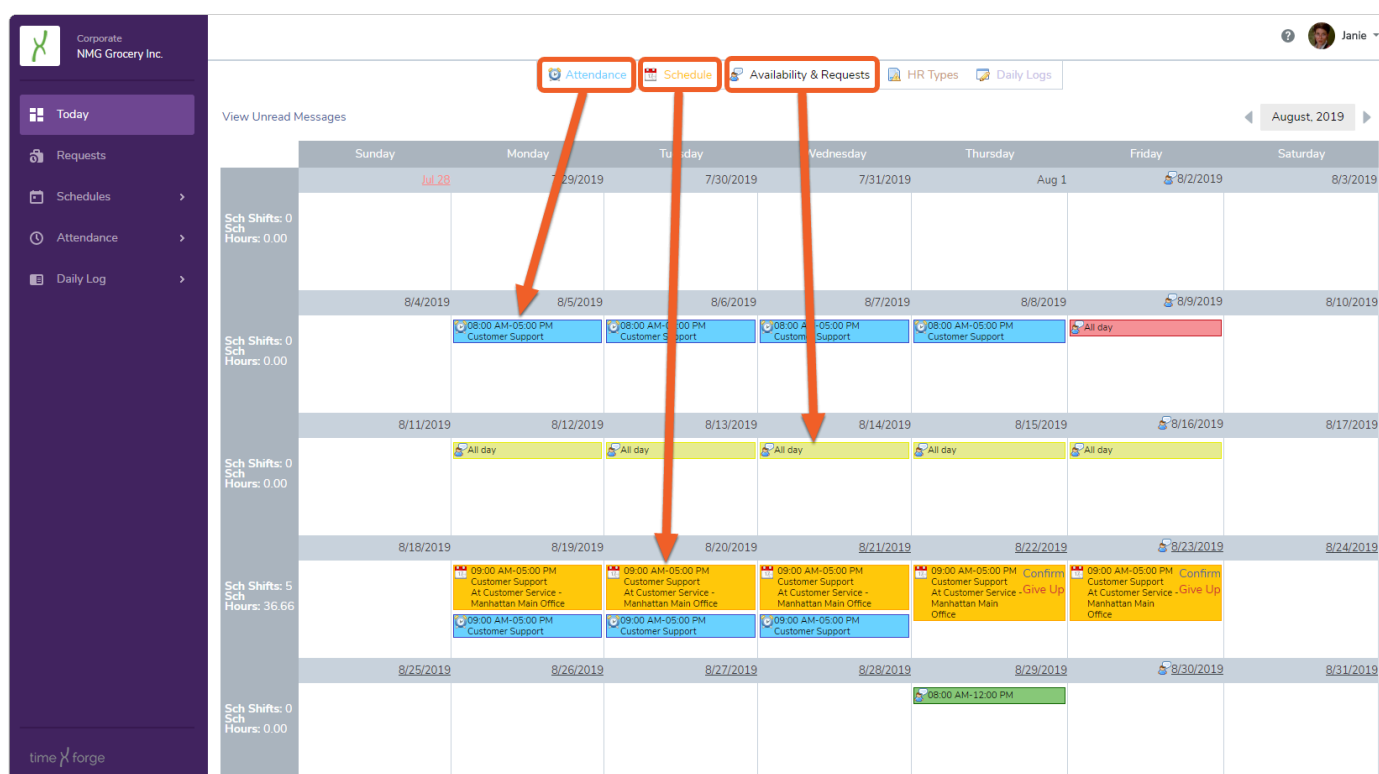 Corporate
NMG Grocery Inc.
Janie
Attendance
Schedule
Availability & Requests
HR Types
Daily Logs
Today
Requests
Schedules
Attendance
Daily Log
time forge
View Unread Messages
August, 2019
Sunday Monday Tuesday Wednesday Thursday Friday Saturday
Jul 28 7/29/2019 7/30/2019 7/31/2019 Aug 1 8/2/2019 8/3/2019
Sch Shifts: 0
Sch
Hours: 0.00
8/4/2019 8/5/2019 8/6/2019 8/7/2019 8/8/2019 8/9/2019 8/10/2019
Sch Shifts: 0
Sch
Hours: 0.00
08:00 AM-05:00 PM
Customer Support
08:00 AM-05:00 PM
Customer Support
08:00 AM-05:00 PM
Customer Support
08:00 AM-05:00 PM
Customer Support
All day
8/11/2019 8/12/2019 8/13/2019 8/14/2019 8/15/2019 8/16/2019 8/17/2019
Sch Shifts: 0
Sch
Hours: 0.00
All day
All day
All day
All day
All day
8/18/2019 8/19/2019 8/20/2019 8/21/2019 8/22/2019 8/23/2019 8/24/2019
Sch Shifts: 5
Sch
Hours: 36.66
09:00 AM-05:00 PM
Customer Support
At Customer Service -
Manhattan Main Office
09:00 AM-05:00 PM
Customer Support
09:00 AM-05:00 PM
Customer Support
At Customer Service -
Manhattan Main Office
09:00 AM-05:00 PM
Customer Support
09:00 AM-05:00 PM
Customer Support
At Customer Service -
Manhattan Main Office
09:00 AM-05:00 PM
Customer Support
09:00 AM-05:00 PM
Customer Support
At Customer Service -
Manhattan Main
Office
Confirm
Give Up
09:00 AM-05:00 PM
Customer Support
At Customer Service -
Manhattan Main
Office
Confirm
Give Up
8/25/2019 8/26/2019 8/27/2019 8/28/2019 8/29/2019 8/30/2019 8/31/2019
Sch Shifts: 0
Sch
Hours: 0.00
08:00 AM-12:00 PM